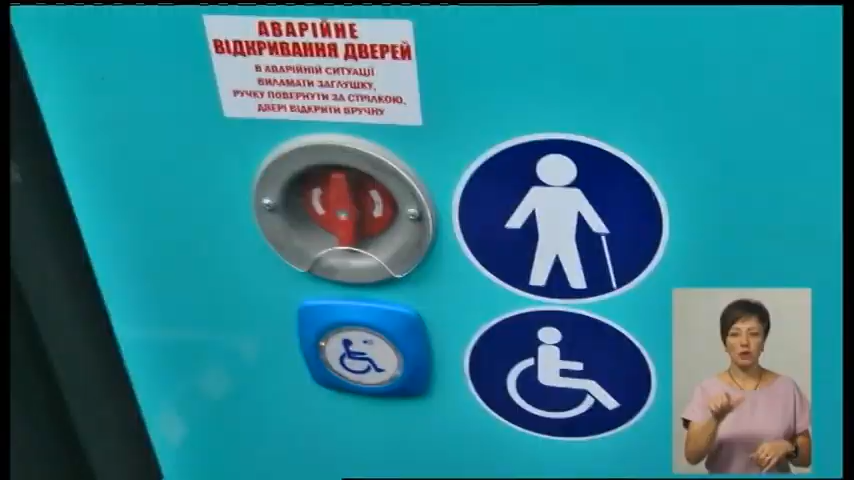 АВАРІЙНЕ
ВІДКРИВАННЯ ДВЕРЕЙ
В АВАРІЙНІЙ СИТУАЦІЇ
ВИЛАМАТИ ЗАГЛУШКУ,
РУЧКУ ПОВЕРНУТИ ЗА СТРІЛКОЮ,
ДВЕРІ ВІДКРИТИ ВРУЧНУ